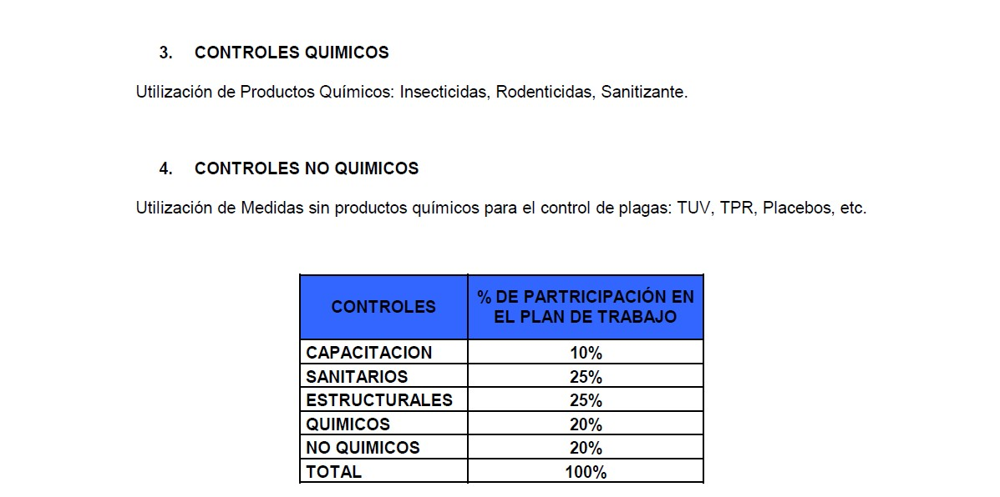 3. CONTROLES QUIMICOS
Utilización de Productos Químicos: Insecticidas, Rodenticidas, Sanitizante.
4. CONTROLES NO QUIMICOS
Utilización de Medidas sin productos químicos para el control de plagas: TUV, TPR, Placebos, etc.
CONTROLES
% DE PARTRICIPACIÓN EN
EL PLAN DE TRABAJO
CAPACITACION 10%
SANITARIOS 25%
ESTRUCTURALES 25%
QUIMICOS 20%
NO QUIMICOS 20%
TOTAL 100%